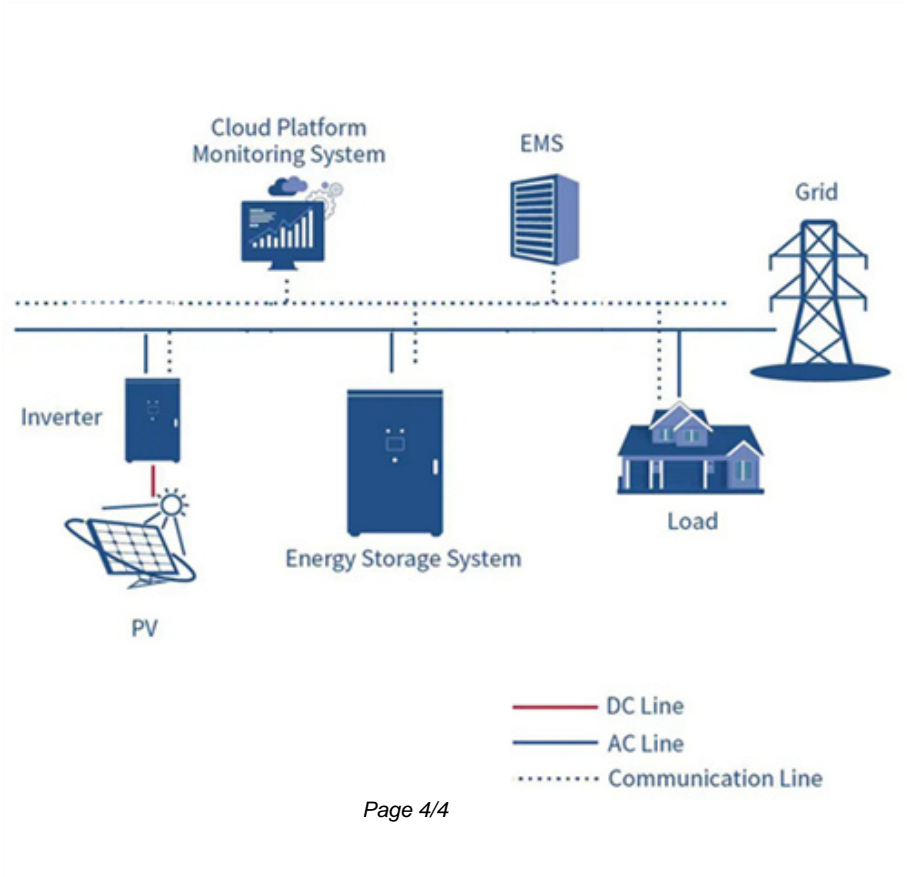 Cloud Platform
Monitoring System
EMS
Grid
Inverter
Energy Storage System
Load
PV
DC Line
AC Line
Communication Line
Page 4/4